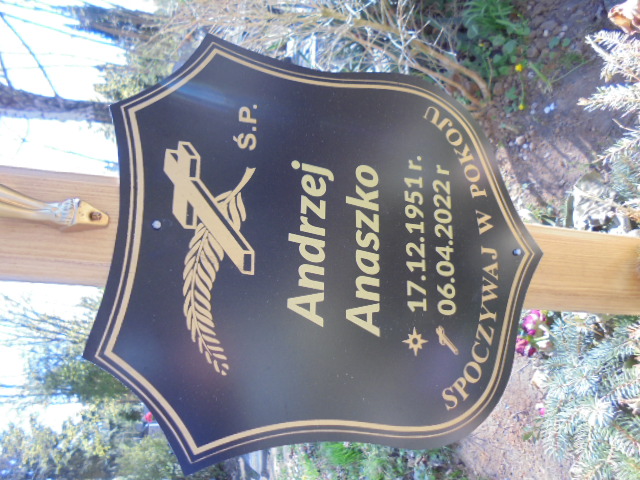 Ś.P.
Andrzej
Anaszko
17.12.1951 r.
06.04.2022 r
SPOCZYWAJ W POKOJU